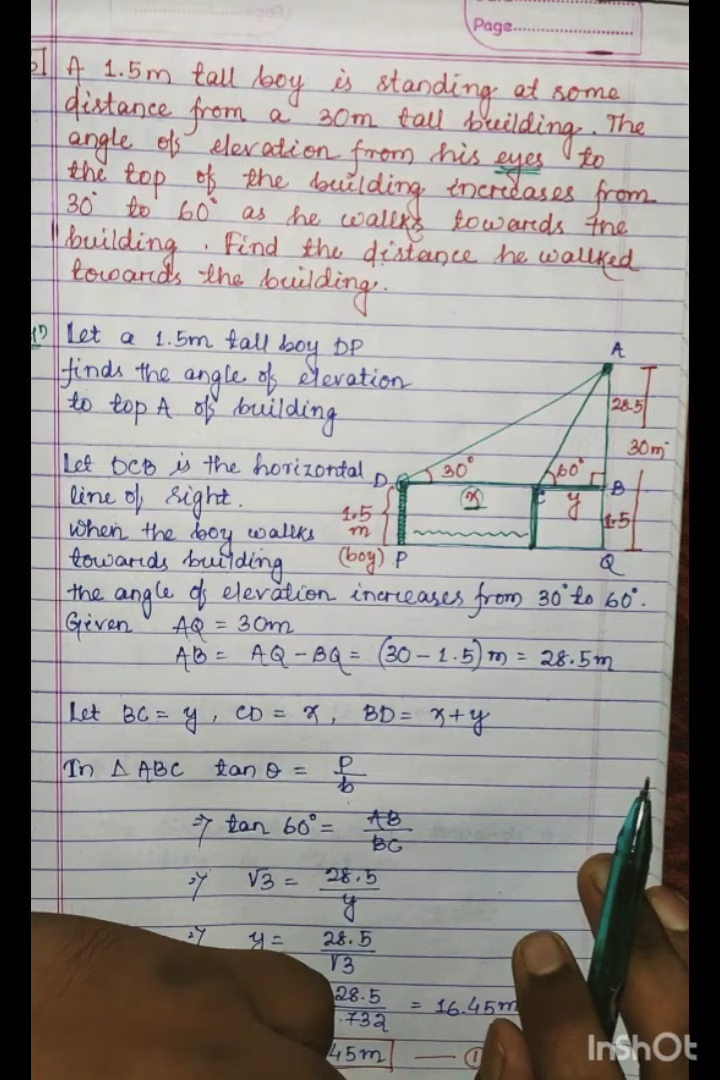 Page
A 1.5m tall boy is standing at some
distance from a 30m tall building. The
angle of elevation from his eyes to
the top of the building increases from
30° to 60° as he wallks towards the
building. Find the distance he wallked
towards the building.
Let a 1.5m tall boy DP
finds the angle of elevation
to top A of building
A
28.5
30m
Let DCB is the horizontal
line of sight.
D 30° 60° B
x C y
when the boy wallks
1.5 m 1.5
towards building
(boy) P Q
the angle of elevation increases from 30° to 60°.
Given AQ = 30m
AB = AQ - BQ = (30 - 1.5) m = 28.5m
Let BC = y, CD = x, BD = x + y
In △ ABC tan θ = p/b
⇒ tan 60° = AB/BC
⇒ √3 = 28.5/y
⇒ y = 28.5/√3
28.5/.732 = 16.45m
45m —
InShOt